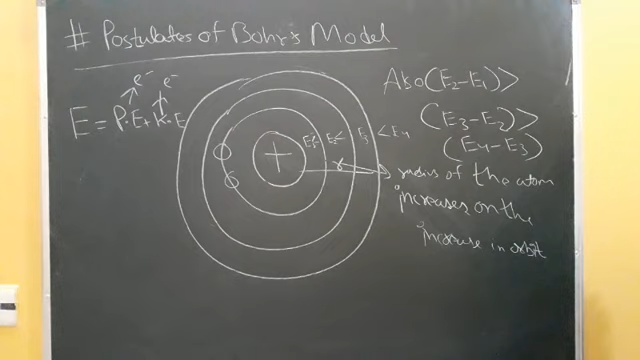 # Postulates of Bohr's Model
e⁻ e⁻
E = P.E + K.E
+
E₁ < E₂ < E₃ < E₄
r
Also (E₂-E₁) >
(E₃-E₂) >
(E₄-E₃)
radius of the atom
increases on the
increase in orbit